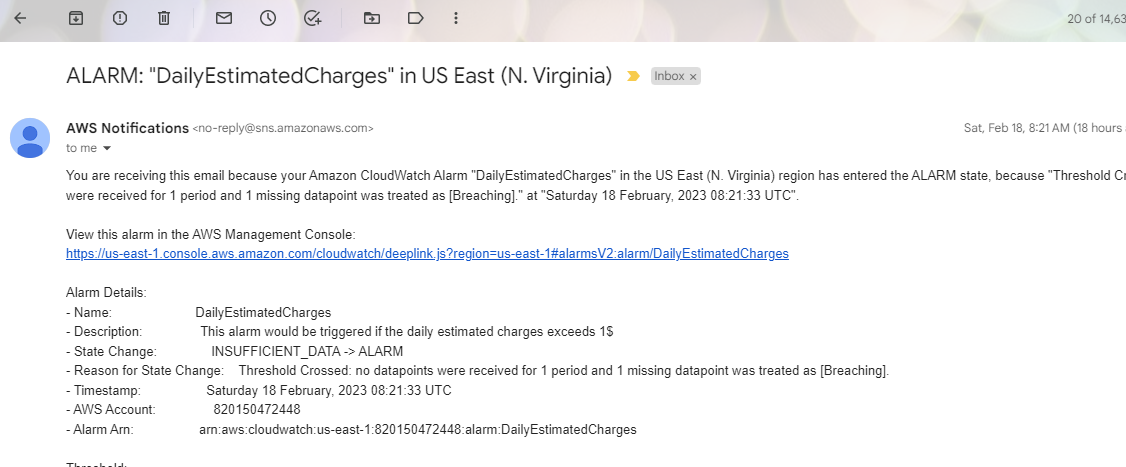 20 of 14,63
ALARM: "DailyEstimatedCharges" in US East (N. Virginia)
Inbox ×
AWS Notifications <no-reply@sns.amazonaws.com>
Sat, Feb 18, 8:21 AM (18 hours
to me
You are receiving this email because your Amazon CloudWatch Alarm "DailyEstimatedCharges" in the US East (N. Virginia) region has entered the ALARM state, because "Threshold Cr
were received for 1 period and 1 missing datapoint was treated as [Breaching]." at "Saturday 18 February, 2023 08:21:33 UTC".
View this alarm in the AWS Management Console:
https://us-east-1.console.aws.amazon.com/cloudwatch/deeplink.js?region=us-east-1#alarmsV2:alarm/DailyEstimatedCharges
Alarm Details:
- Name: DailyEstimatedCharges
- Description: This alarm would be triggered if the daily estimated charges exceeds 1$
- State Change: INSUFFICIENT_DATA -> ALARM
- Reason for State Change: Threshold Crossed: no datapoints were received for 1 period and 1 missing datapoint was treated as [Breaching].
- Timestamp: Saturday 18 February, 2023 08:21:33 UTC
- AWS Account: 820150472448
- Alarm Arn: arn:aws:cloudwatch:us-east-1:820150472448:alarm:DailyEstimatedCharges
Threshold: